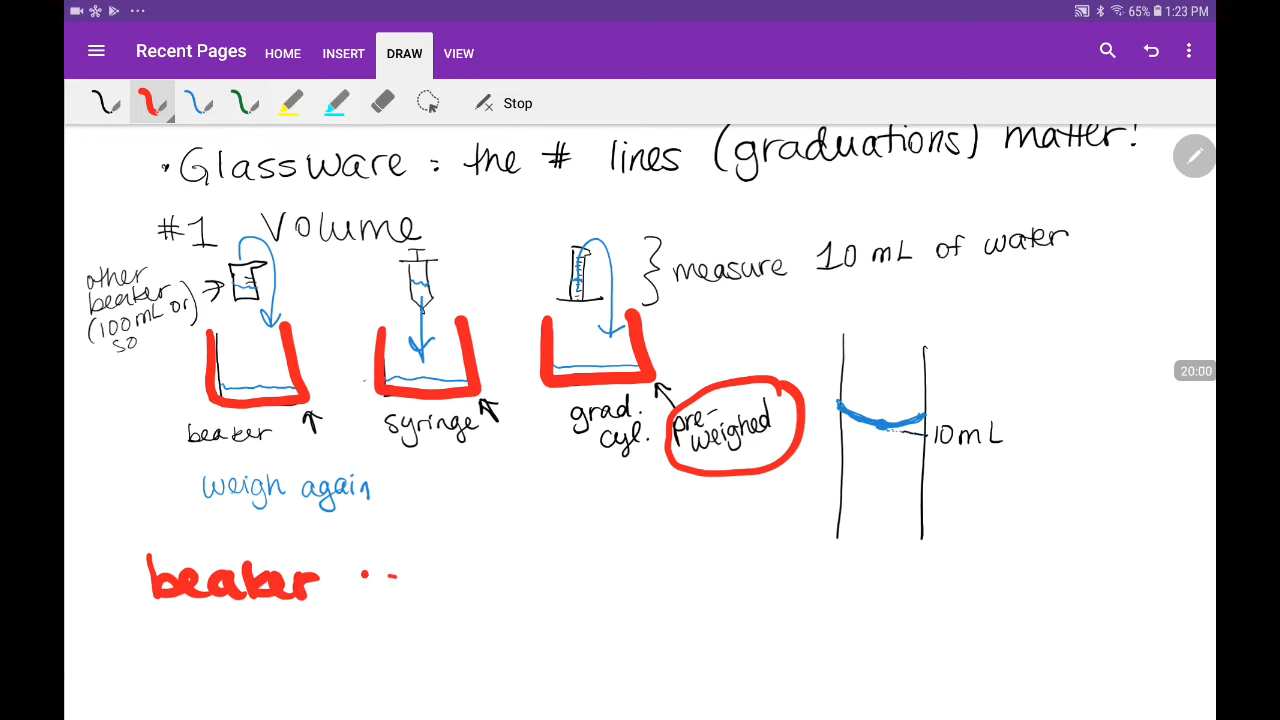 65% 1:23 PM
Recent Pages HOME INSERT DRAW VIEW
Stop
• Glassware : the # lines (graduations) matter!
#1 Volume
other
beaker
(100mL or)
so
} measure 10 mL of water
beaker
syringe
grad.
cyl.
pre-
weighed
10 mL
20:00
weigh again
beaker